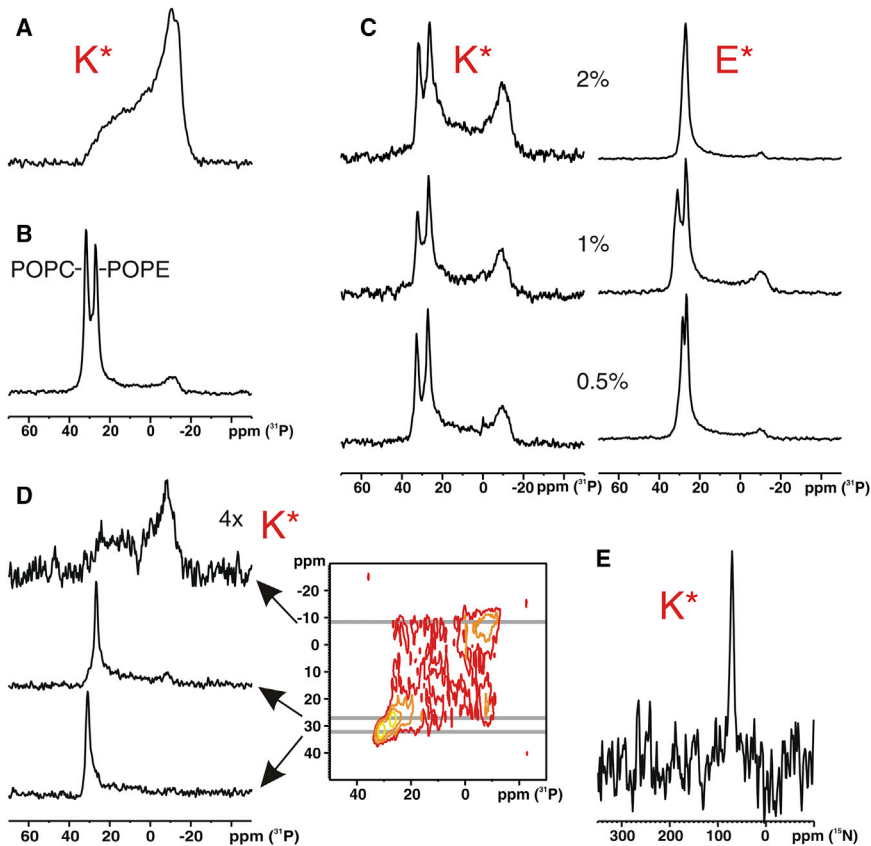 A
K*
B
POPC- -POPE
60 40 20 0 -20 ppm (³¹P)
C
K* 2% E*
1%
0.5%
60 40 20 0 -20 ppm (³¹P)
60 40 20 0 ppm (³¹P)
D
4x K*
60 40 20 0 -20 ppm (³¹P)
ppm
-20
-10
0
10
20
30
40
40 20 0 ppm (³¹P)
E
K*
300 200 100 0 ppm (¹⁵N)